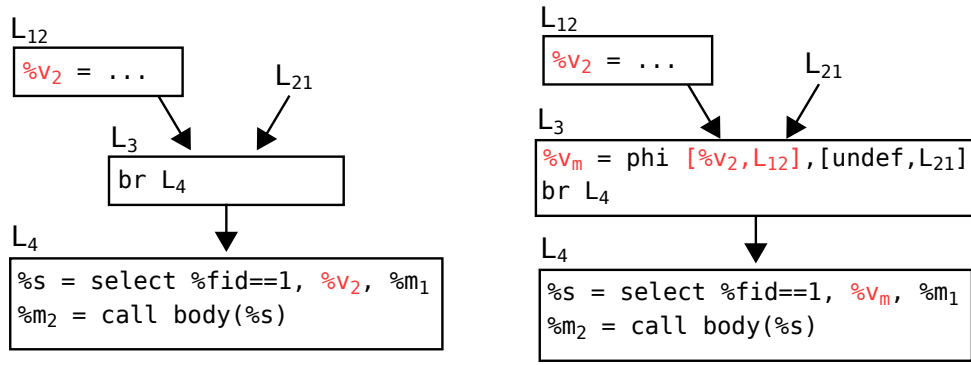 L12
%v2 = ...
L21
L3
br L4
L4
%s = select %fid==1, %v2, %m1
%m2 = call body(%s)
L12
%v2 = ...
L21
L3
%vm = phi [%v2,L12],[undef,L21]
br L4
L4
%s = select %fid==1, %vm, %m1
%m2 = call body(%s)